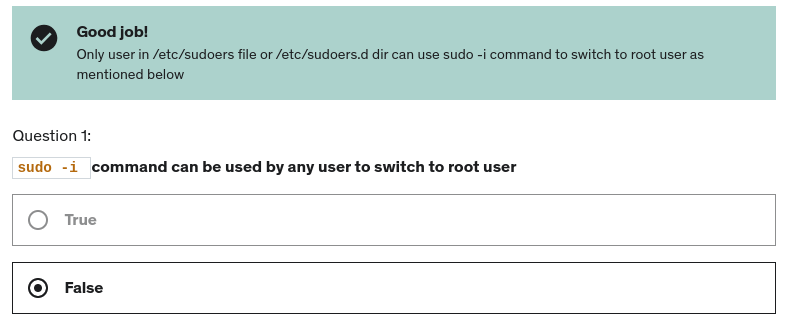 Good job!
Only user in /etc/sudoers file or /etc/sudoers.d dir can use sudo -i command to switch to root user as
mentioned below
Question 1:
sudo -i command can be used by any user to switch to root user
True
False